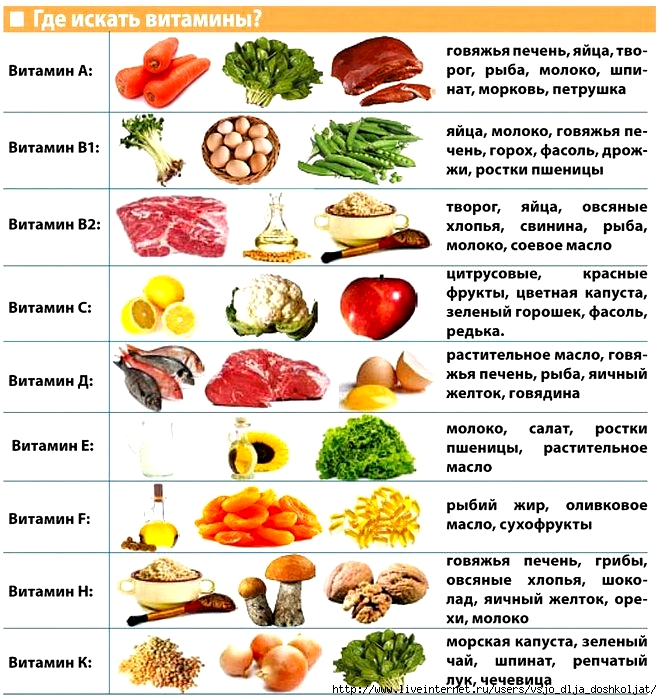 Где искать витамины?
Витамин А:
говяжья печень, яйца, тво-
рог, рыба, молоко, шпи-
нат, морковь, петрушка
Витамин В1:
яйца, молоко, говяжья пе-
чень, горох, фасоль, дрож-
жи, ростки пшеницы
Витамин В2:
творог, яйца, овсяные
хлопья, свинина, рыба,
молоко, соевое масло
Витамин С:
цитрусовые, красные
фрукты, цветная капуста,
зеленый горошек, фасоль,
редька.
Витамин Д:
растительное масло, говя-
жья печень, рыба, яичный
желток, говядина
Витамин Е:
молоко, салат, ростки
пшеницы, растительное
масло
Витамин F:
рыбий жир, оливковое
масло, сухофрукты
Витамин Н:
говяжья печень, грибы,
овсяные хлопья, шоко-
лад, яичный желток, оре-
хи, молоко
Витамин К:
морская капуста, зеленый
чай, шпинат, репчатый
лук, чечевица
http://www.liveinternet.ru/users/vsjo_dlja_doshkoljat/